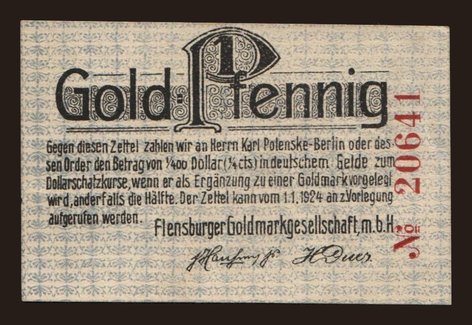 1
Gold=Pfennig
Gegen diesen Zettel zahlen wir an Herrn Karl Polenske-Berlin oder des
sen Order den Betrag von 1/400 Dollar (1/4 cts) in deutschem Gelde zum
Dollarschatzkurse, wenn er als Ergänzung zu einer Goldmark vorgelegt
wird, anderfalls die Hälfte. Der Zettel kann vom 1.1.1924 an z. Vorlegung
aufgerufen werden.
Flensburger Goldmarkgesellschaft, m.b.H
No 20641